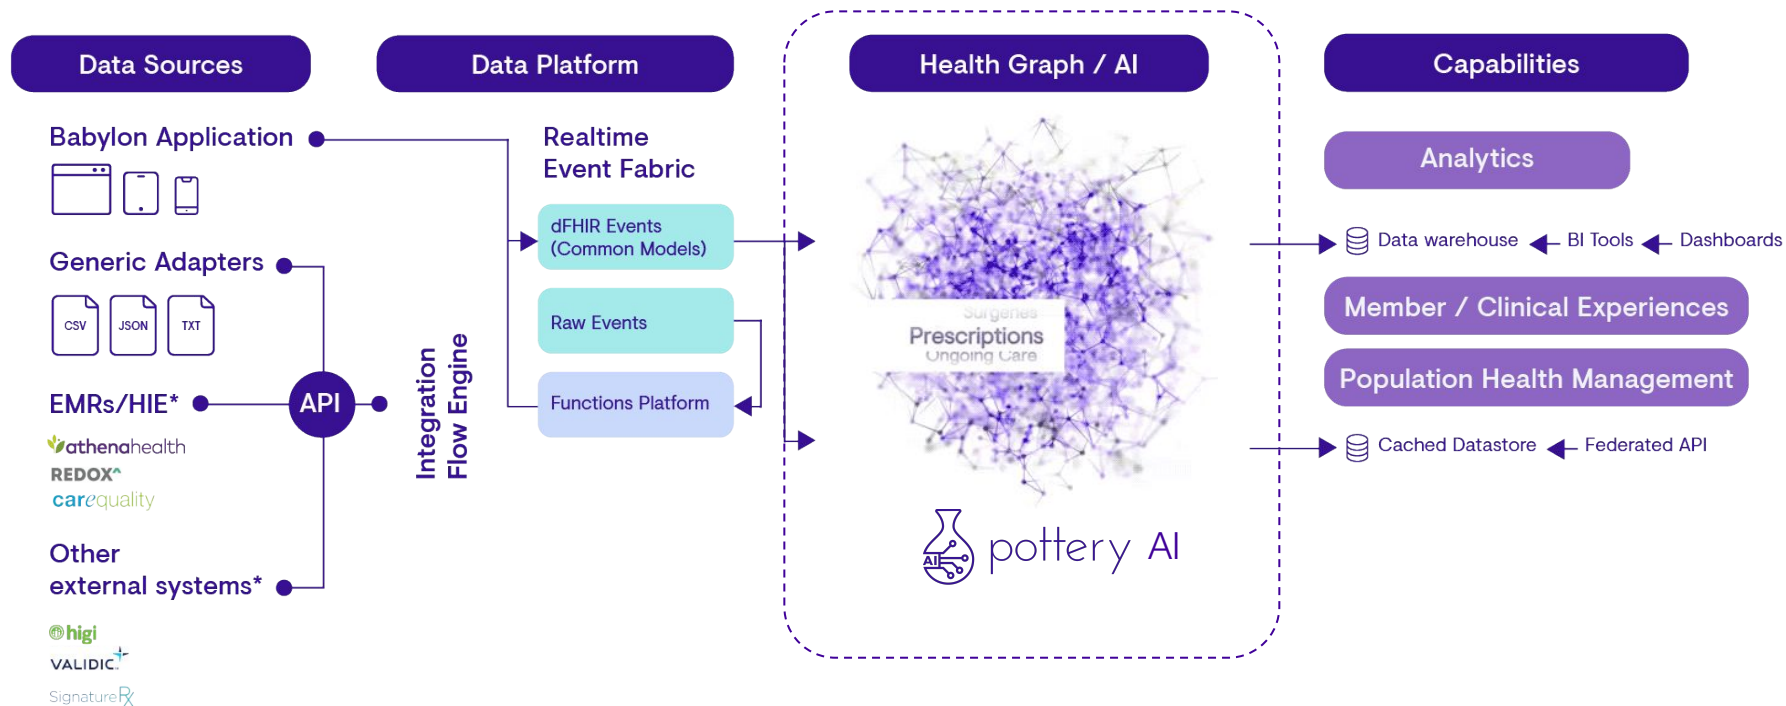 Data Sources
Babylon Application
Generic Adapters
CSV
JSON
TXT
EMRs/HIE*
athenahealth
REDOX^
carequality
Other
external systems*
higi
VALIDIC
SignatureRx
API
Data Platform
Integration
Flow Engine
Realtime
Event Fabric
dFHIR Events
(Common Models)
Raw Events
Functions Platform
Health Graph / AI
Surgeries
Prescriptions
Ongoing Care
AI
pottery AI
Capabilities
Analytics
Data warehouse
BI Tools
Dashboards
Member / Clinical Experiences
Population Health Management
Cached Datastore
Federated API